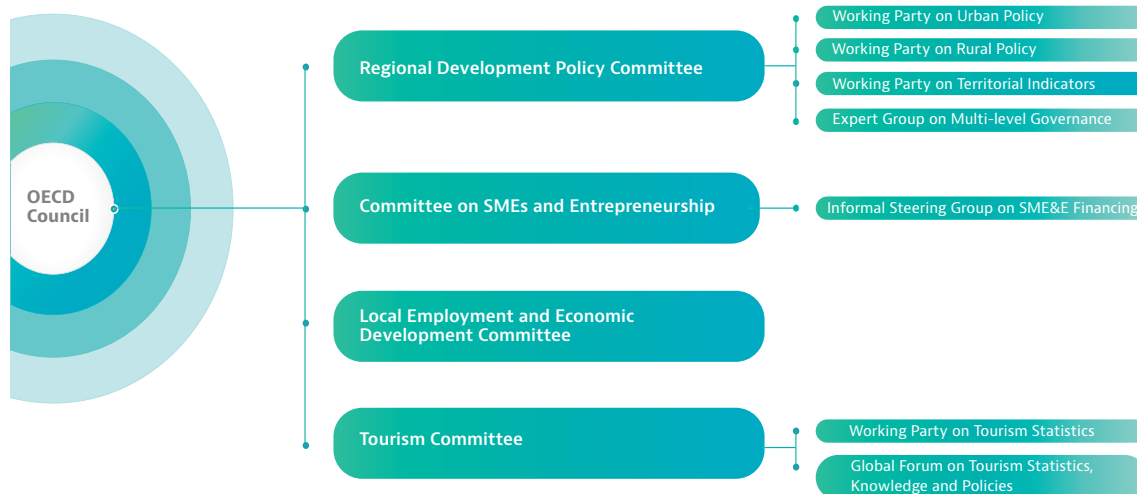 OECD
Council
Regional Development Policy Committee
Working Party on Urban Policy
Working Party on Rural Policy
Working Party on Territorial Indicators
Expert Group on Multi-level Governance
Committee on SMEs and Entrepreneurship
Informal Steering Group on SME&E Financing
Local Employment and Economic
Development Committee
Tourism Committee
Working Party on Tourism Statistics
Global Forum on Tourism Statistics,
Knowledge and Policies